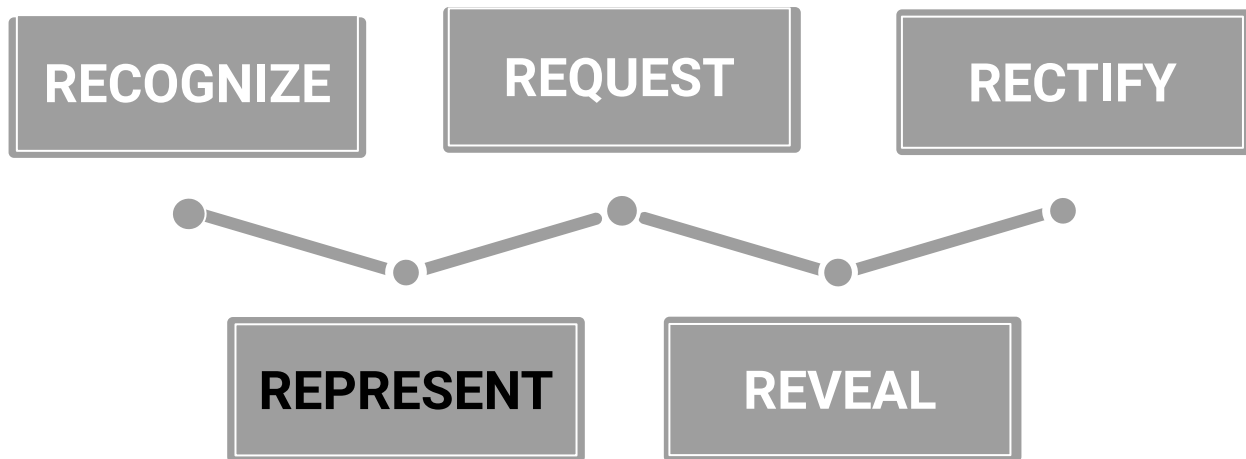 RECOGNIZE
REQUEST
RECTIFY
REPRESENT
REVEAL